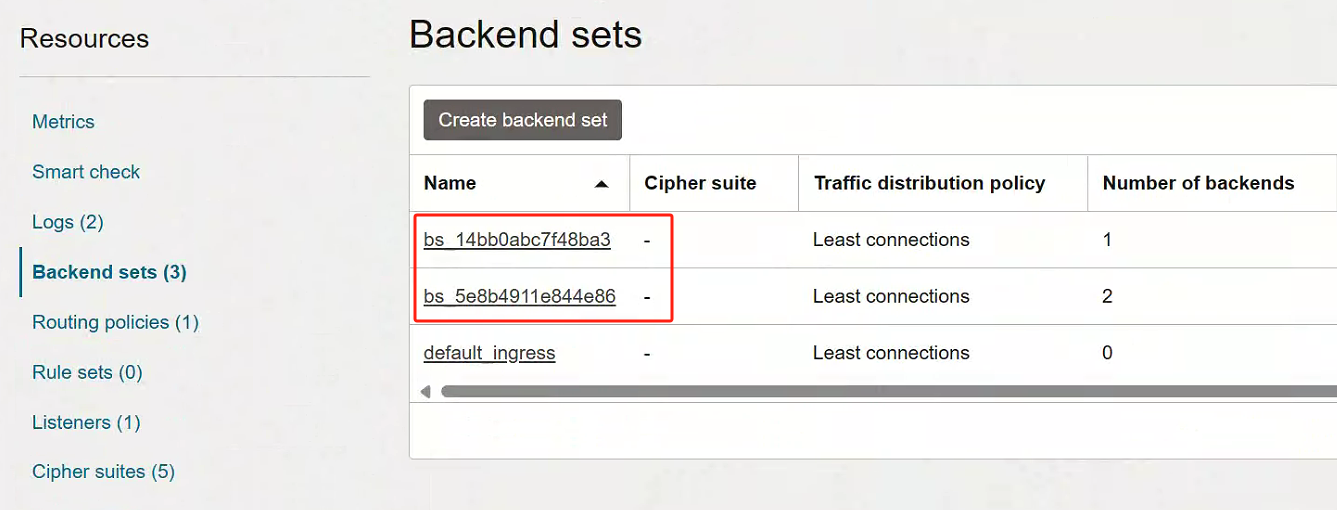 Resources
Metrics
Smart check
Logs (2)
Backend sets (3)
Routing policies (1)
Rule sets (0)
Listeners (1)
Cipher suites (5)
Backend sets
Create backend set
Name Cipher suite Traffic distribution policy Number of backends
bs_14bb0abc7f48ba3 - Least connections 1
bs_5e8b4911e844e86 - Least connections 2
default_ingress - Least connections 0